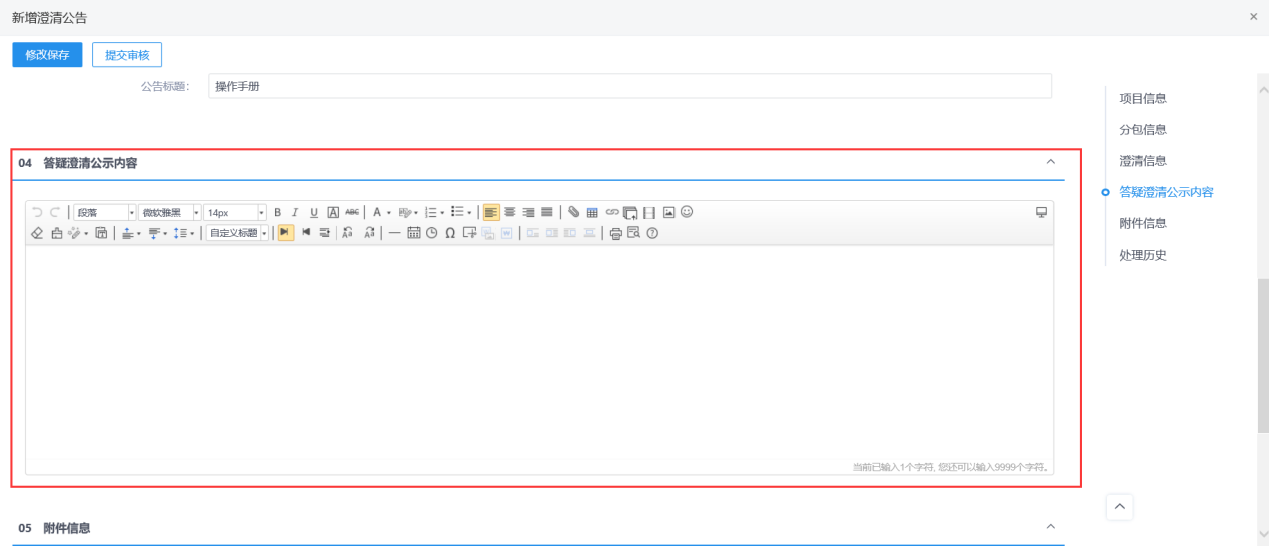 新增澄清公告
修改保存 提交审核
公告标题： 操作手册
项目信息
分包信息
澄清信息
答疑澄清公示内容
附件信息
处理历史
04 答疑澄清公示内容
段落 微软雅黑 14px B I U A ABC A
自定义标题
当前已输入1个字符, 您还可以输入9999个字符。
05 附件信息